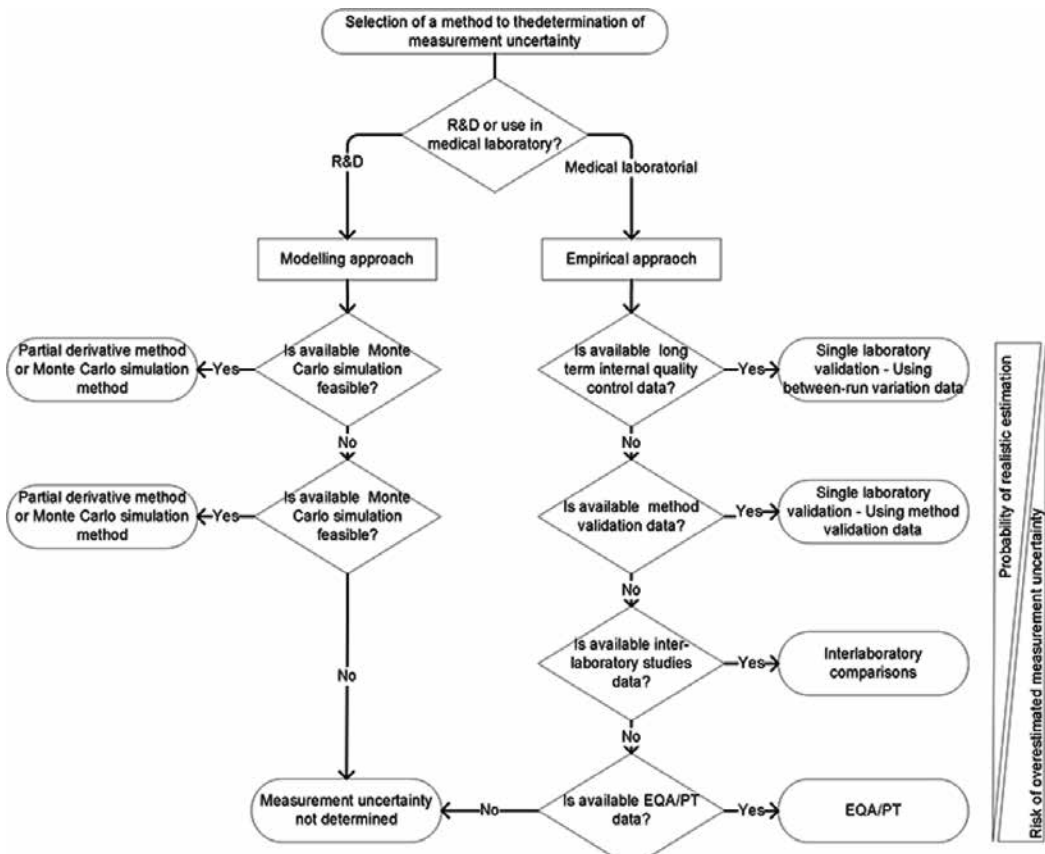 Selection of a method to thedetermination of
measurement uncertainty
R&D or use in
medical laboratory?
R&D
Medical laboratorial
Modelling approach
Empirical appraoch
Partial derivative method
or Monte Carlo simulation
method
Yes
Is available Monte
Carlo simulation
feasible?
Is available long
term internal quality
control data?
Yes
Single laboratory
validation - Using
between-run variation data
No
No
Partial derivative method
or Monte Carlo simulation
method
Yes
Is available Monte
Carlo simulation
feasible?
Is available method
validation data?
Yes
Single laboratory
validation - Using method
validation data
No
No
Is available inter-
laboratory studies
data?
Yes
Interlaboratory
comparisons
No
Measurement uncertainty
not determined
No
Is available EQA/PT
data?
Yes
EQA/PT
Probability of realistic estimation
Risk of overestimated measurement uncertainty